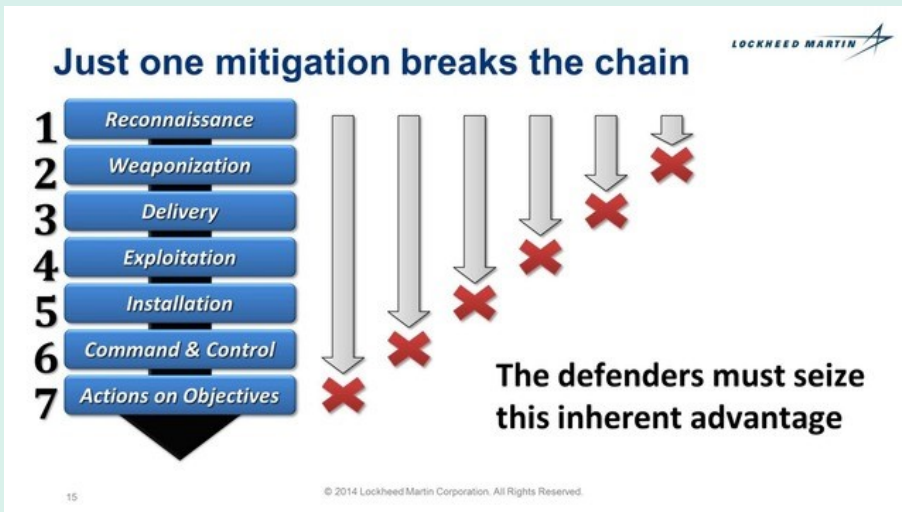 LOCKHEED MARTIN
Just one mitigation breaks the chain
1 Reconnaissance
2 Weaponization
3 Delivery
4 Exploitation
5 Installation
6 Command & Control
7 Actions on Objectives
The defenders must seize
this inherent advantage
15
© 2014 Lockheed Martin Corporation. All Rights Reserved.